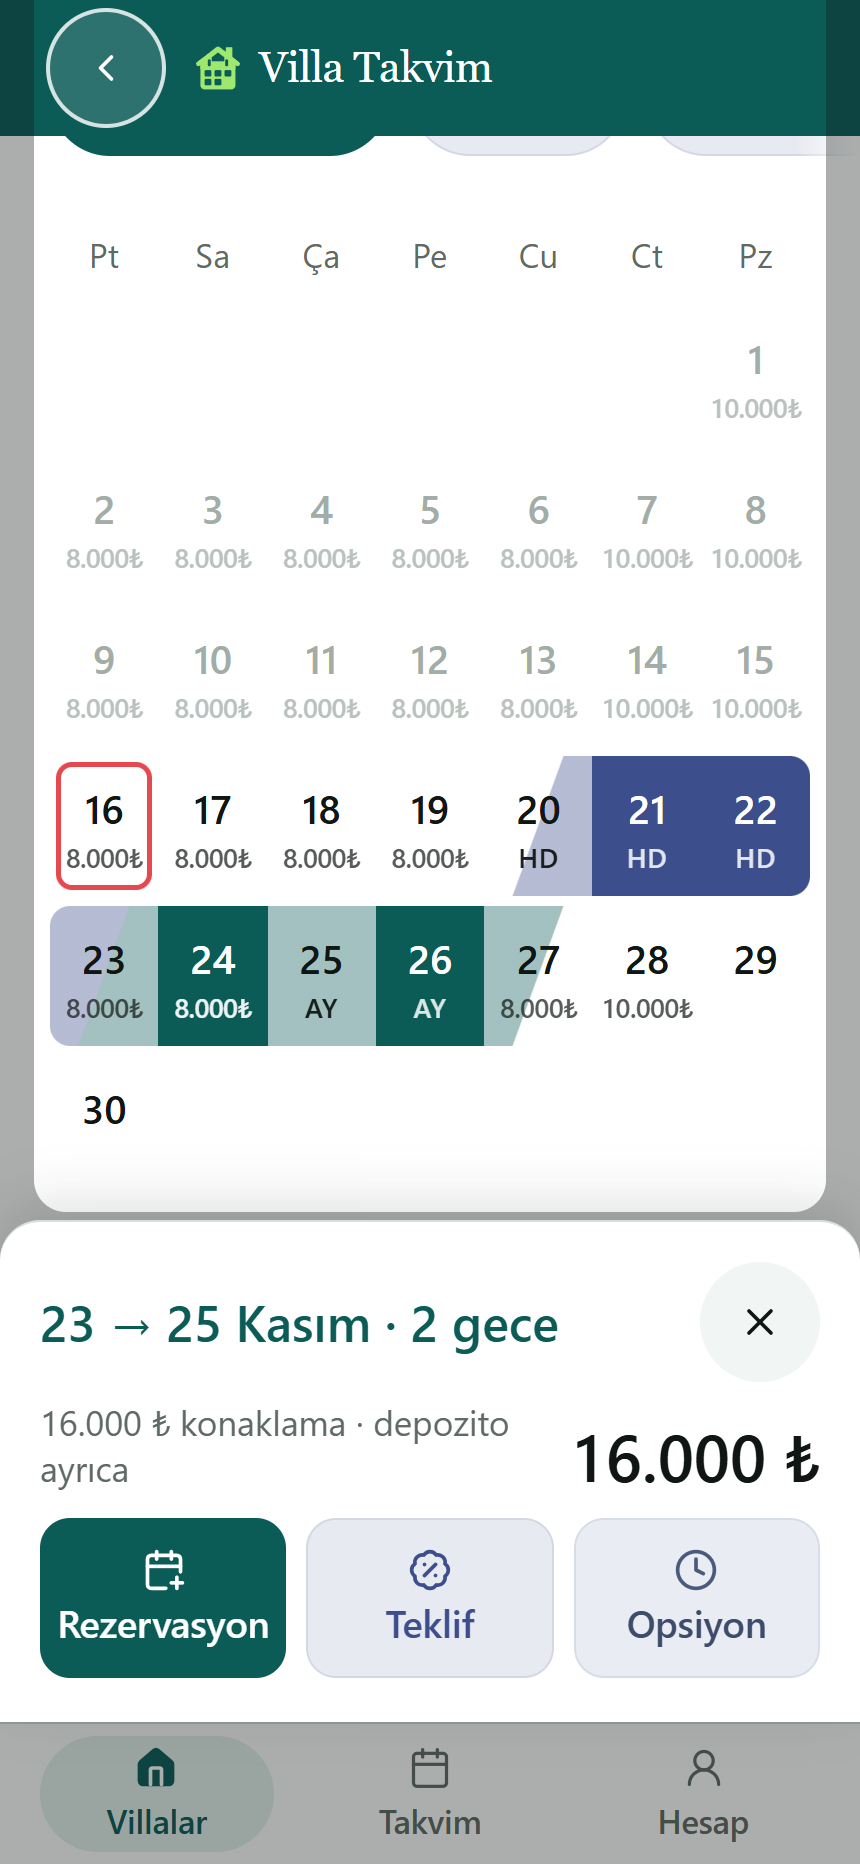 Villa Takvim
Pt Sa Ça Pe Cu Ct Pz
1
10.000₺
2 3 4 5 6 7 8
8.000₺ 8.000₺ 8.000₺ 8.000₺ 8.000₺ 10.000₺ 10.000₺
9 10 11 12 13 14 15
8.000₺ 8.000₺ 8.000₺ 8.000₺ 8.000₺ 10.000₺ 10.000₺
16 17 18 19 20 21 22
8.000₺ 8.000₺ 8.000₺ 8.000₺ HD HD HD
23 24 25 26 27 28 29
8.000₺ 8.000₺ AY AY 8.000₺ 10.000₺
30
23 → 25 Kasım · 2 gece
16.000 ₺ konaklama · depozito
ayrıca
16.000 ₺
Rezervasyon Teklif Opsiyon
Villalar Takvim Hesap